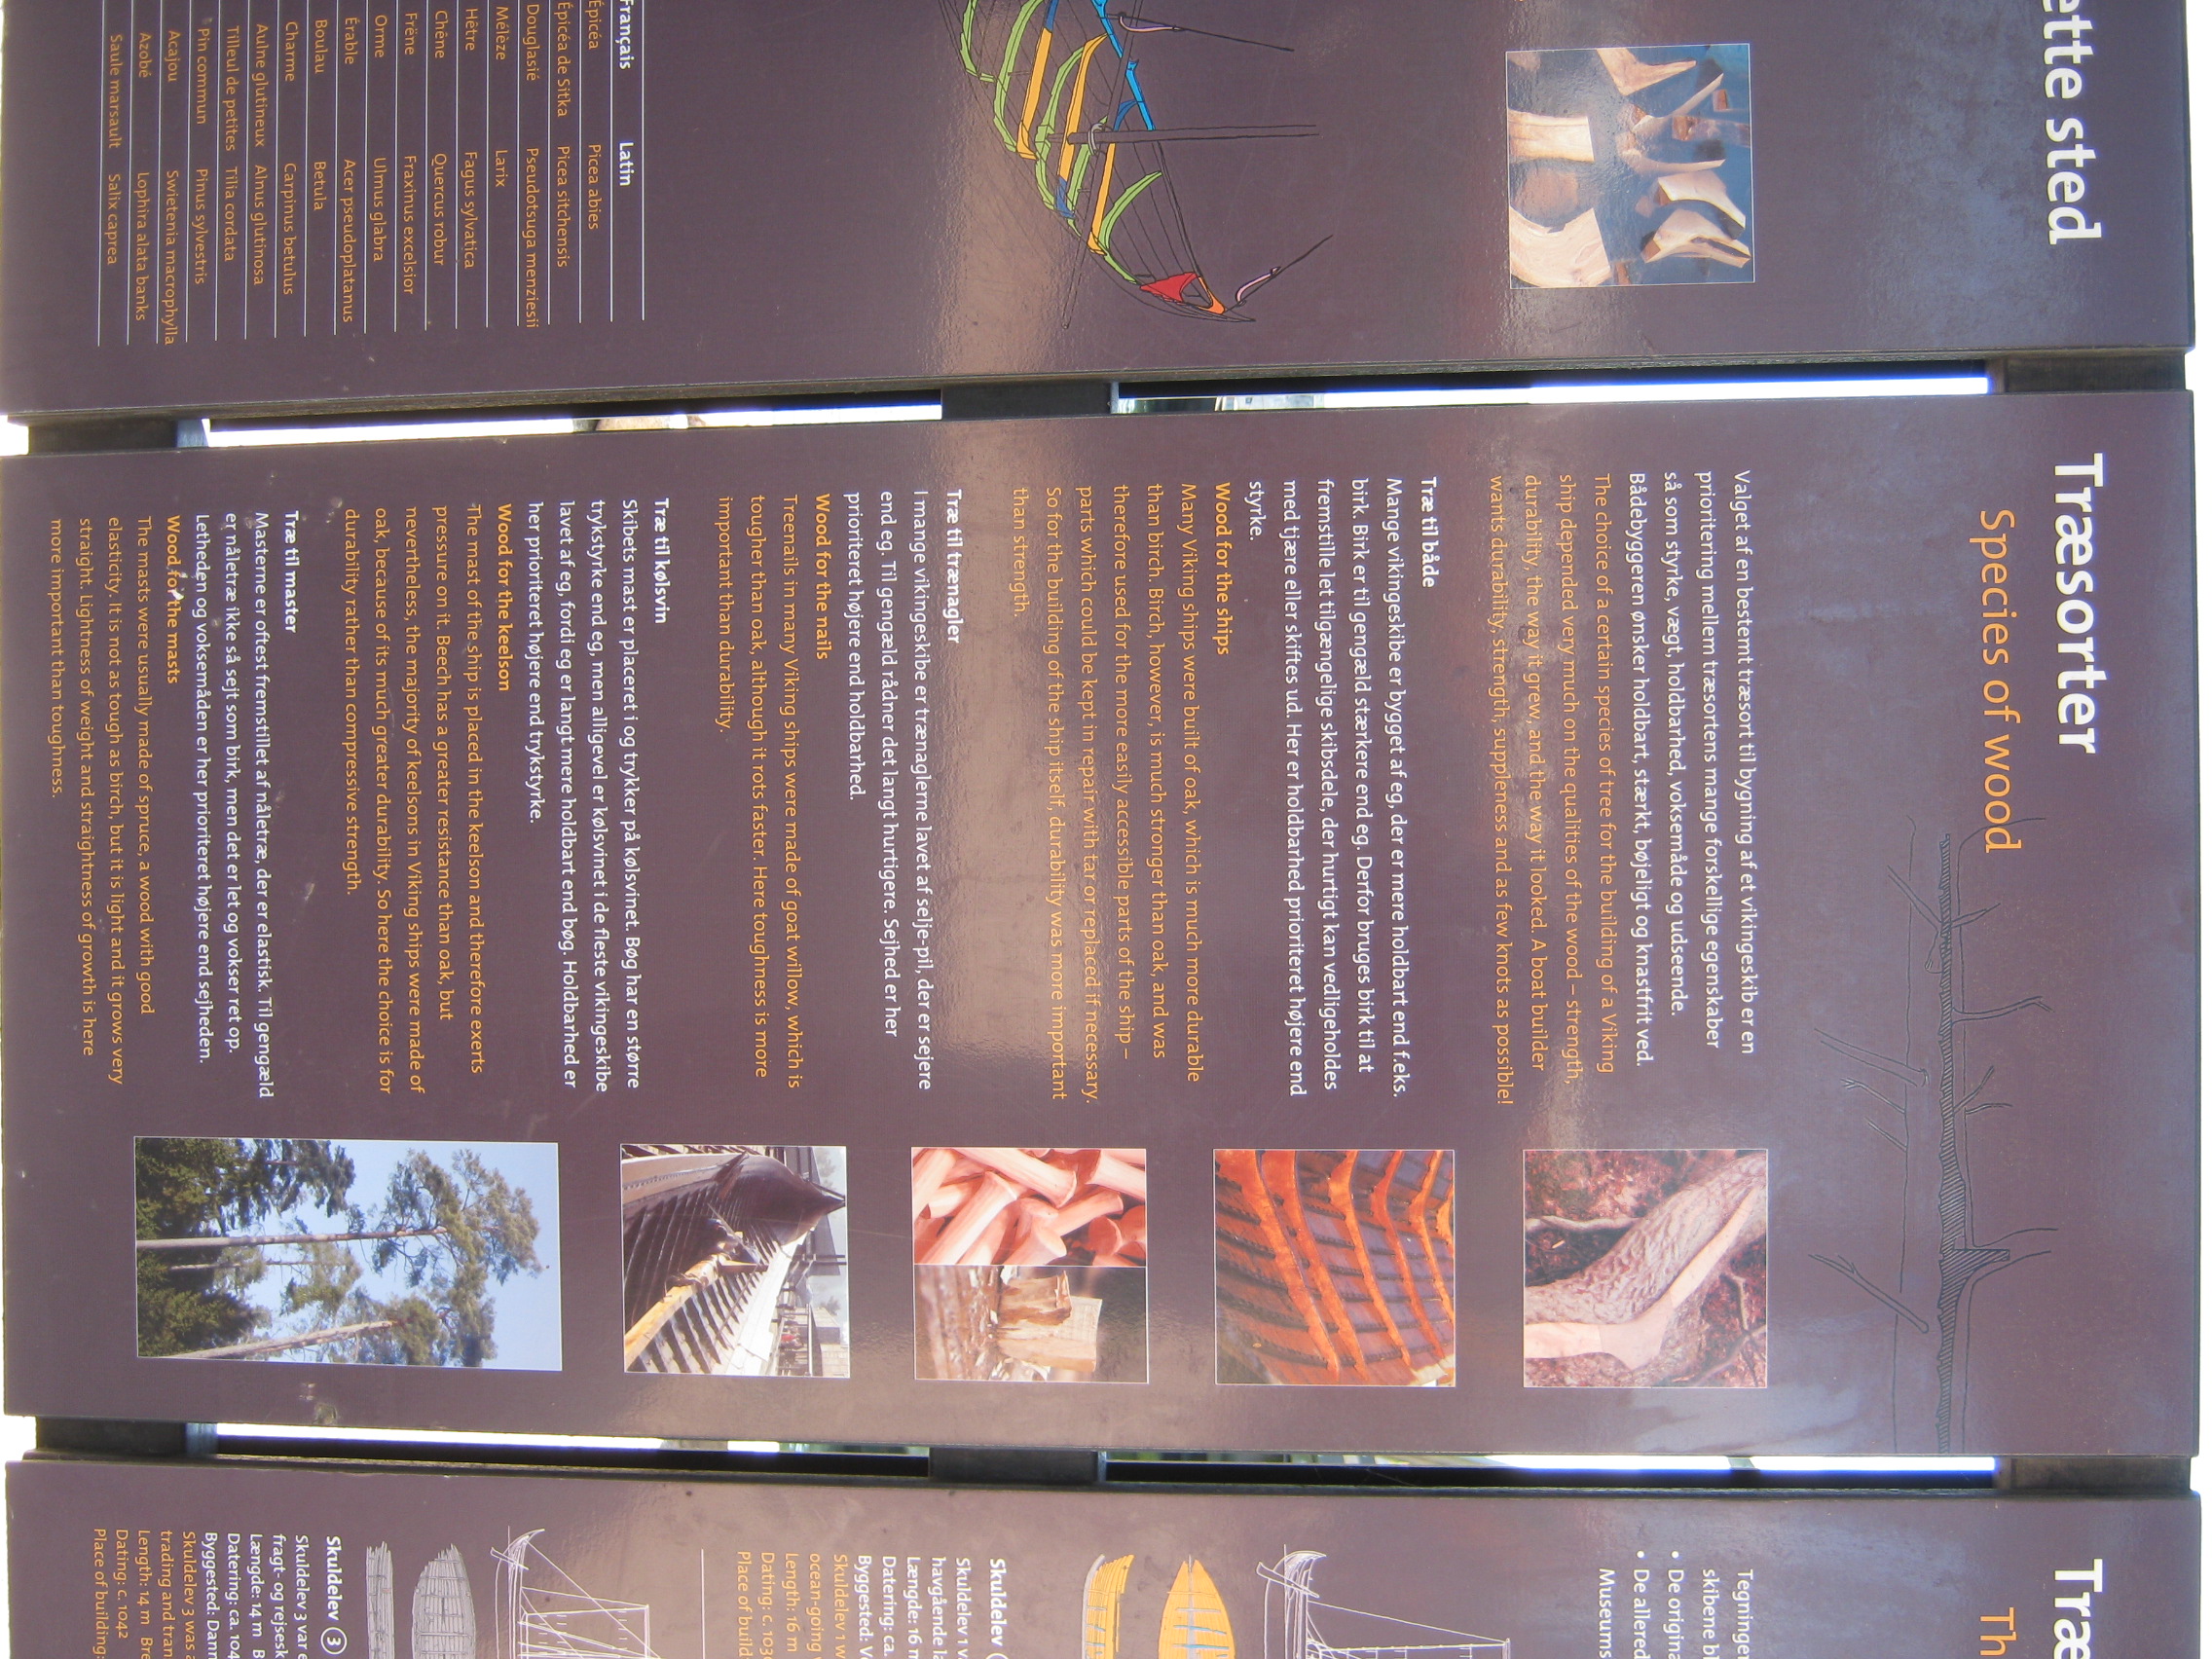 ette sted
Français Latin
Épicéa Picea abies
Épicéa de Sitka Picea sitchensis
Douglasié Pseudotsuga menziesii
Mélèze Larix
Hêtre Fagus sylvatica
Chêne Quercus robur
Frêne Fraximus excelsior
Orme Ulmus glabra
Érable Acer pseudoplatanus
Boulau Betula
Charme Carpinus betulus
Aulne glutineux Alnus glutinosa
Tilleul de petites Tilia cordata
Pin commun Pinus sylvestris
Acajou Swietenia macrophylla
Azobé Lophira alata banks
Saule marsault Salix caprea
Træsorter
Species of wood
Valget af en bestemt træsort til bygning af et vikingeskib er en
prioritering mellem træsortens mange forskellige egenskaber
så som styrke, vægt, holdbarhed, voksemåde og udseende.
Bådebyggeren ønsker holdbart, stærkt, bøjeligt og knastfrit ved.
The choice of a certain species of tree for the building of a Viking
ship depended very much on the qualities of the wood – strength,
durability, the way it grew, and the way it looked. A boat builder
wants durability, strength, suppleness and as few knots as possible!
Træ til både
Mange vikingeskibe er bygget af eg, der er mere holdbart end f.eks.
birk. Birk er til gengæld stærkere end eg. Derfor bruges birk til at
fremstille let tilgængelige skibsdele, der hurtigt kan vedligeholdes
med tjære eller skiftes ud. Her er holdbarhed prioriteret højere end
styrke.
Wood for the ships
Many Viking ships were built of oak, which is much more durable
than birch. Birch, however, is much stronger than oak, and was
therefore used for the more easily accessible parts of the ship –
parts which could be kept in repair with tar or replaced if necessary.
So for the building of the ship itself, durability was more important
than strength.
Træ til trænagler
I mange vikingeskibe er trænaglerne lavet af selje-pil, der er sejere
end eg. Til gengæld rådner det langt hurtigere. Sejhed er her
prioriteret højere end holdbarhed.
Wood for the nails
Treenails in many Viking ships were made of goat willow, which is
tougher than oak, although it rots faster. Here toughness is more
important than durability.
Træ til kølsvin
Skibets mast er placeret i og trykker på kølsvinet. Bøg har en større
trykstyrke end eg, men alligevel er kølsvinet i de fleste vikingeskibe
lavet af eg, fordi eg er langt mere holdbart end bøg. Holdbarhed er
her prioriteret højere end trykstyrke.
Wood for the keelson
The mast of the ship is placed in the keelson and therefore exerts
pressure on it. Beech has a greater resistance than oak, but
nevertheless, the majority of keelsons in Viking ships were made of
oak, because of its much greater durability. So here the choice is for
durability rather than compressive strength.
Træ til master
Masterne er oftest fremstillet af nåletræ, der er elastisk. Til gengæld
er nåletræ ikke så sejt som birk, men det er let og vokser ret op.
Letheden og voksemåden er her prioriteret højere end sejheden.
Wood for the masts
The masts were usually made of spruce, a wood with good
elasticity. It is not as tough as birch, but it is light and it grows very
straight. Lightness of weight and straightness of growth is here
more important than toughness.
Træ
Th
Tegninger
skibene bl
• De origina
• De allered
Museums
Skuldelev
Skuldelev 1 v
havgående la
Længde: 16 m
Datering: ca.
Byggested: V
Skuldelev 1 w
ocean-going
Length: 16 m
Dating: c. 103
Place of build
Skuldelev 3
Skuldelev 3 var e
fragt- og rejsesk
Længde: 14 m B
Datering: ca. 104
Byggested: Danm
Skuldelev 3 was
trading and tran
Length: 14 m Bre
Dating: c. 1042
Place of building: